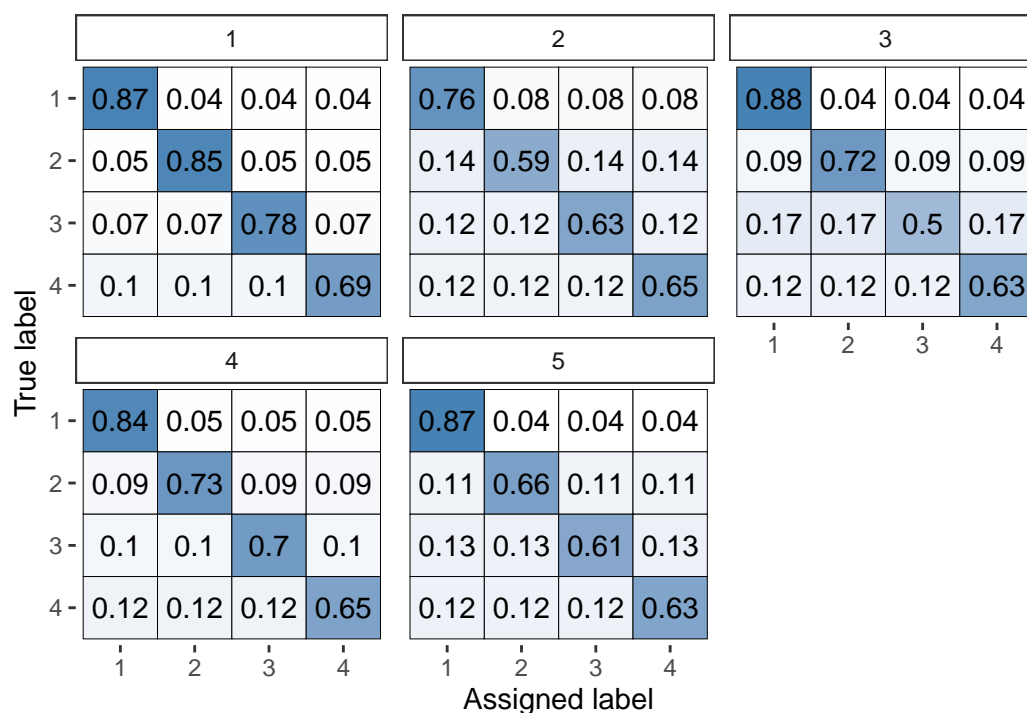 1 2 3
1 0.87 0.04 0.04 0.04 0.76 0.08 0.08 0.08 0.88 0.04 0.04 0.04
2 0.05 0.85 0.05 0.05 0.14 0.59 0.14 0.14 0.09 0.72 0.09 0.09
3 0.07 0.07 0.78 0.07 0.12 0.12 0.63 0.12 0.17 0.17 0.5 0.17
4 0.1 0.1 0.1 0.69 0.12 0.12 0.12 0.65 0.12 0.12 0.12 0.63
1 2 3 4
4 5
1 0.84 0.05 0.05 0.05 0.87 0.04 0.04 0.04
2 0.09 0.73 0.09 0.09 0.11 0.66 0.11 0.11
3 0.1 0.1 0.7 0.1 0.13 0.13 0.61 0.13
4 0.12 0.12 0.12 0.65 0.12 0.12 0.12 0.63
1 2 3 4 1 2 3 4
Assigned label
True label